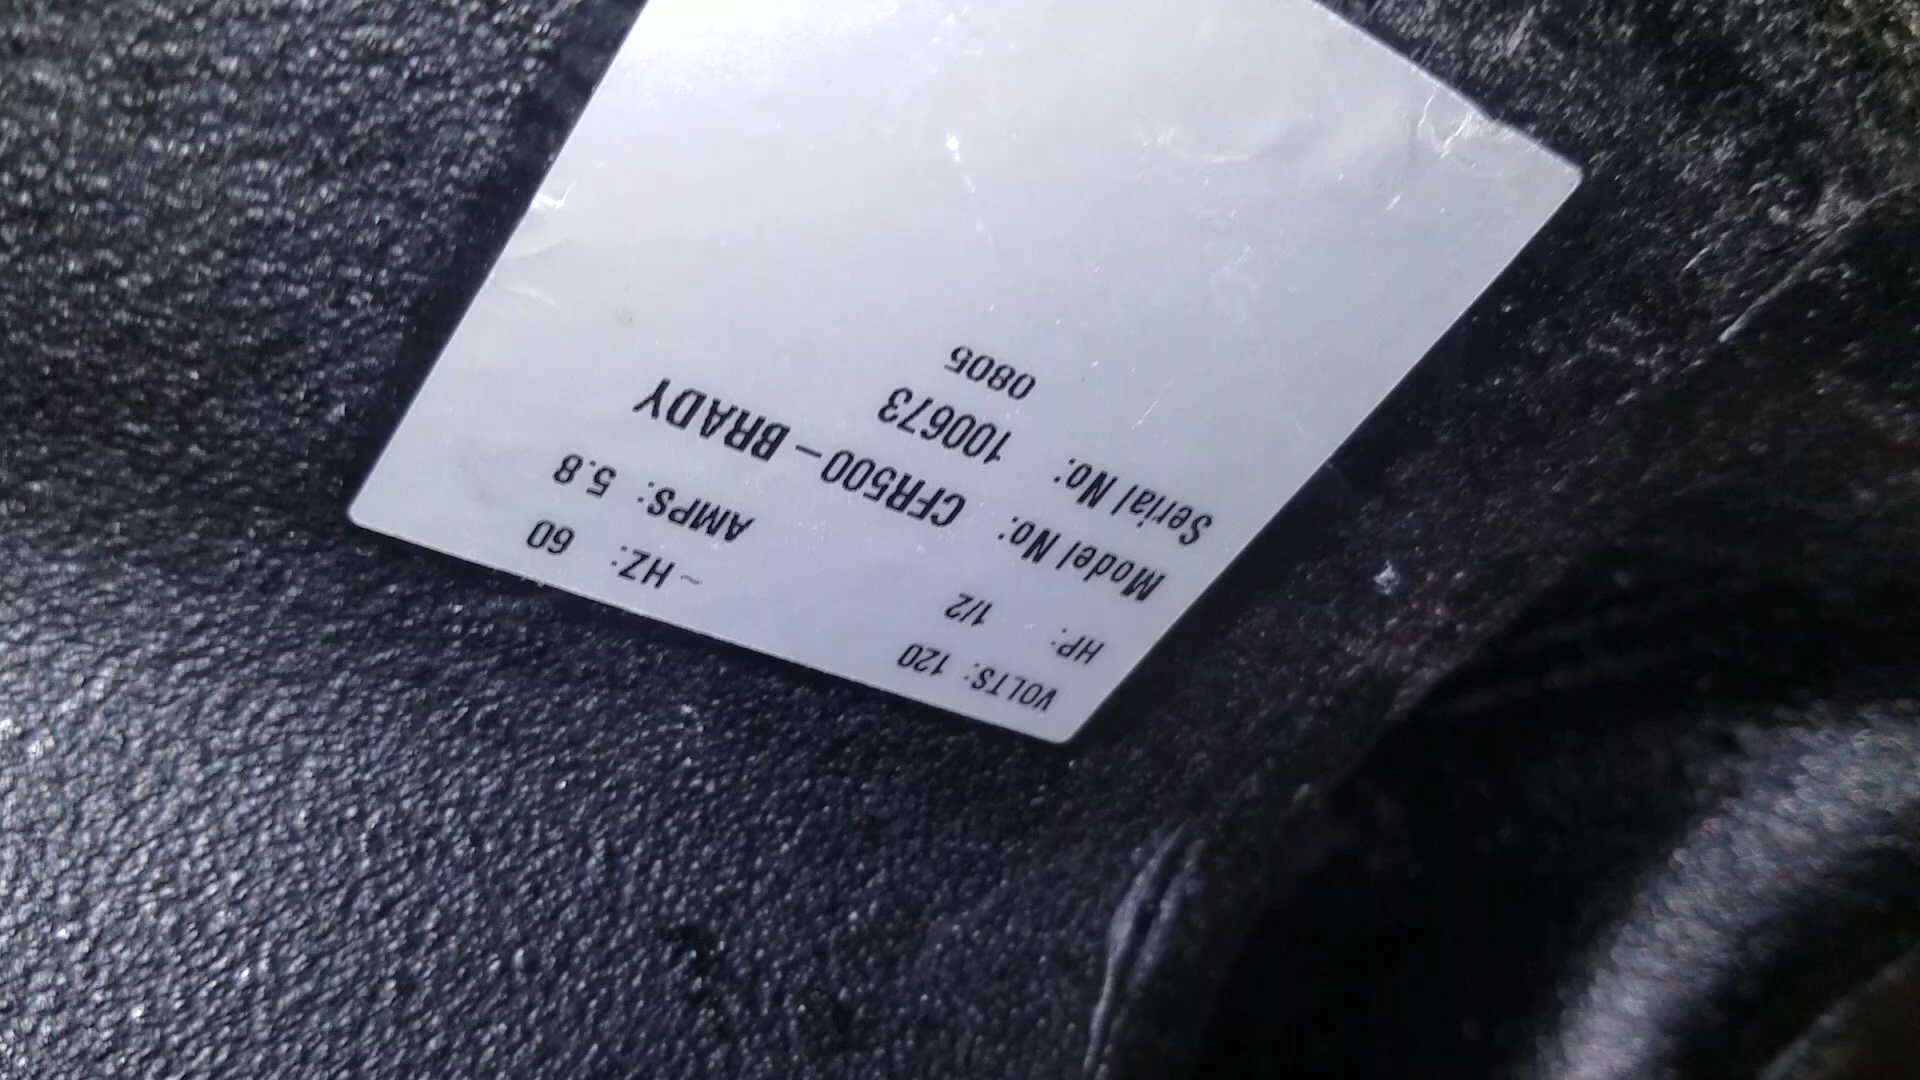 VOLTS: 120 ~ HZ: 60
HP: 1/2 AMPS: 5.8
Model No: CFR500 - BRADY
Serial No: 100673
0805